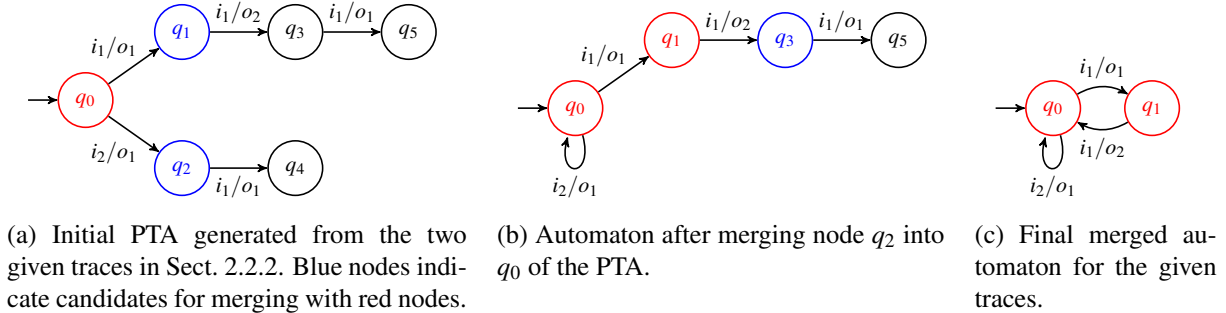 i₁/o₁
q₁
i₁/o₂
q₃
i₁/o₁
q₅
q₀
i₂/o₁
q₂
i₁/o₁
q₄
(a) Initial PTA generated from the two
given traces in Sect. 2.2.2. Blue nodes indi-
cate candidates for merging with red nodes.
i₁/o₁
q₁
i₁/o₂
q₃
i₁/o₁
q₅
q₀
i₂/o₁
(b) Automaton after merging node q₂ into
q₀ of the PTA.
i₁/o₁
q₀
q₁
i₁/o₂
i₂/o₁
(c) Final merged au-
tomaton for the given
traces.